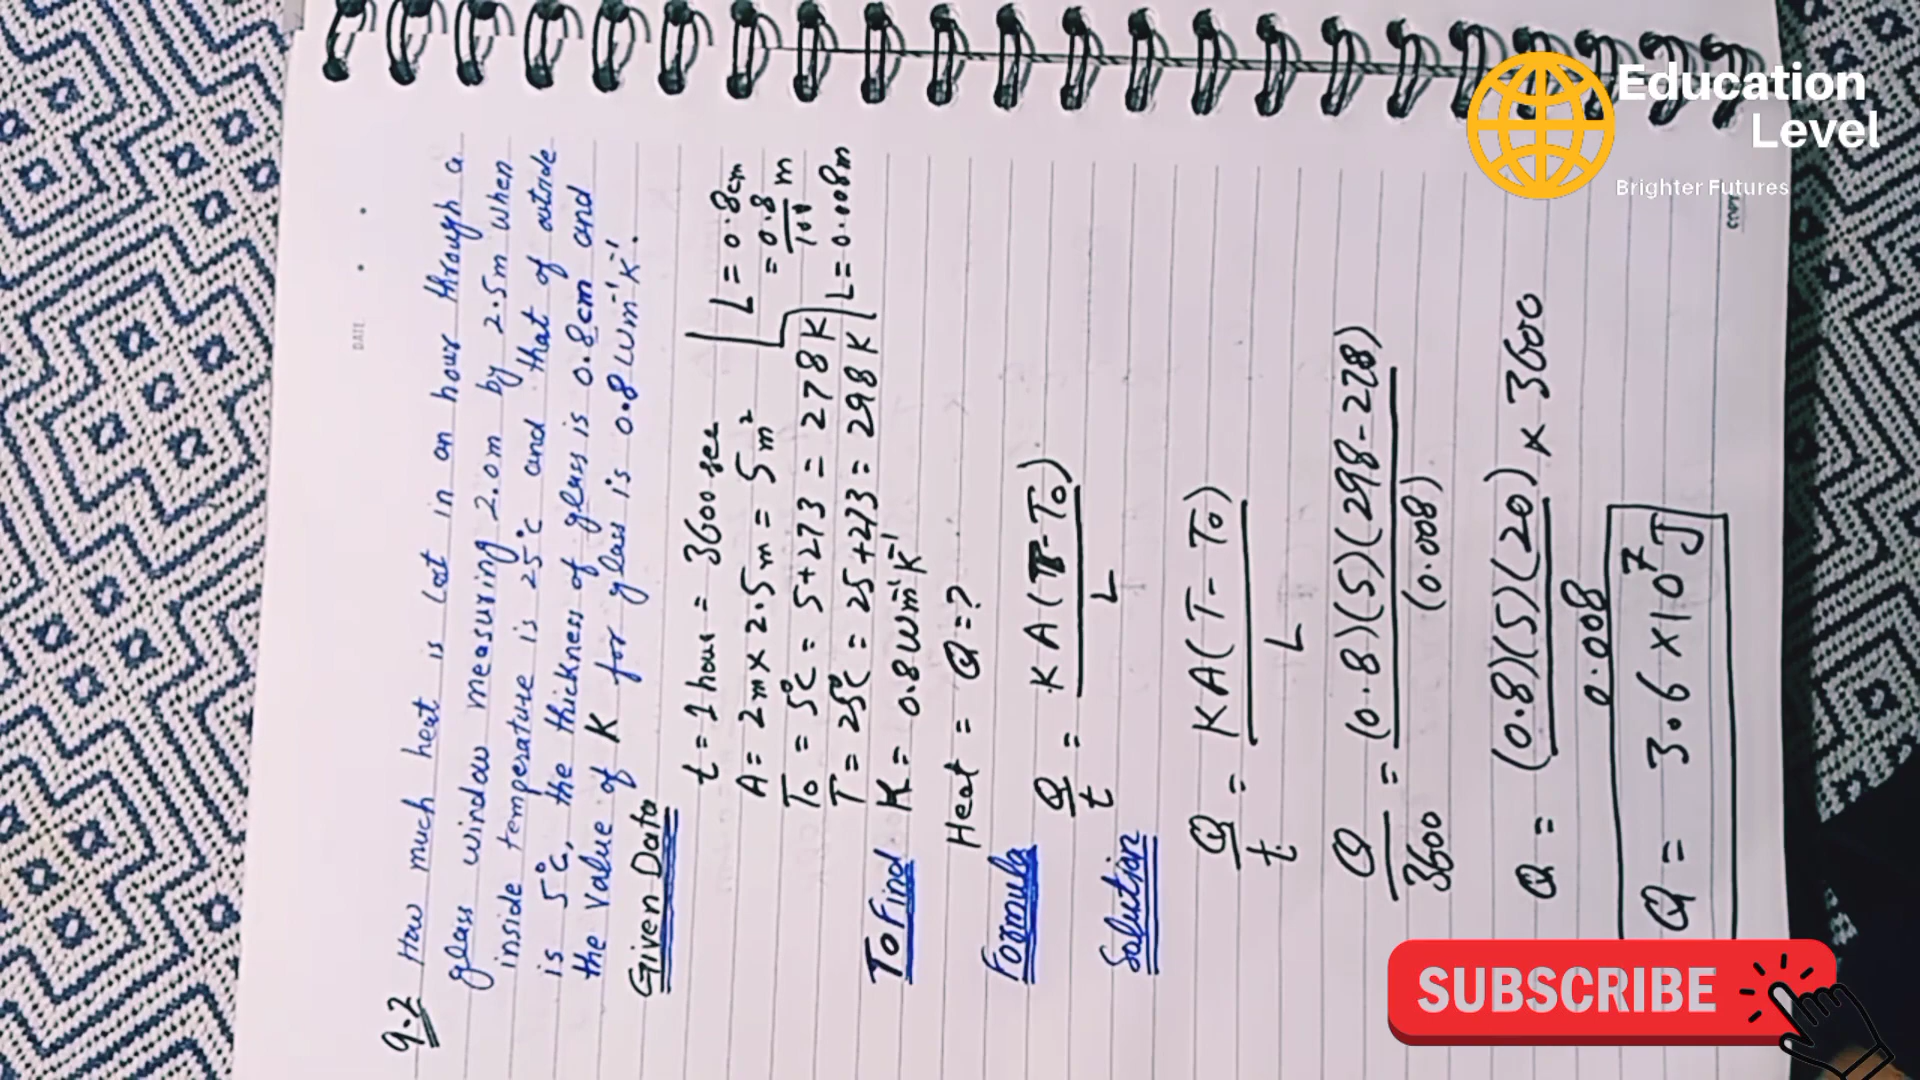 9.2 How much heat is lost in an hour through a
glass window measuring 2.0m by 2.5m when
inside temperature is 25°C and that of outside
is 5°C, the thickness of glass is 0.8cm and
the value of K for glass is 0.8 Wm⁻¹K⁻¹.
Given Data
t = 1 hour = 3600 sec
A = 2m × 2.5m = 5m²
T₀ = 5°C = 5+273 = 278 K
T = 25°C = 25+273 = 298 K
K = 0.8 Wm⁻¹K⁻¹
L = 0.8cm
= 0.8/100 m
L = 0.008m
To Find
Heat = Q = ?
Formula
Q/t = KA(T-T₀)/L
Solution
Q/t = KA(T-T₀)/L
Q/3600 = (0.8)(5)(298-278)/(0.008)
Q = (0.8)(5)(20)/0.008 × 3600
Q = 3.6 × 10⁷ J
DATE
Education
Level
Brighter Futures
SUBSCRIBE